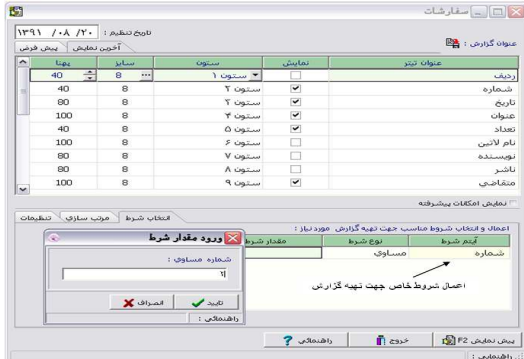 سفارشات
تاریخ تنظیم : ۱۳۹۱ /۰۸ /۲۰
عنوان گزارش :
آخرین نمایش پیش فرض
عنوان تیتر نمایش ستون سایز پهنا
ردیف ستون ۱ 8 40
شماره ستون ۲ 8 40
تاریخ ستون ۲ 8 80
عنوان ستون ۴ 8 100
تعداد ستون ۵ 8 40
نام لاتین ستون ۶ 8 100
نویسنده ستون ۷ 8 80
ناشر ستون ۸ 8 80
متقاضی ستون ۹ 8 100
نمایش امکانات پیشرفته
انتخاب شرط مرتب سازی تنظیمات
اعمال و انتخاب شروط مناسب جهت تهیه گزارش مورد نیاز :
آیتم شرط نوع شرط مقدار شرط
شماره مساوی
ورود مقدار شرط
شماره مساوی :
تایید انصراف
راهنمائی :
اعمال شروط خاص جهت تهیه گزارش
پیش نمایش F2 خروج راهنمائی
راهنمایی :